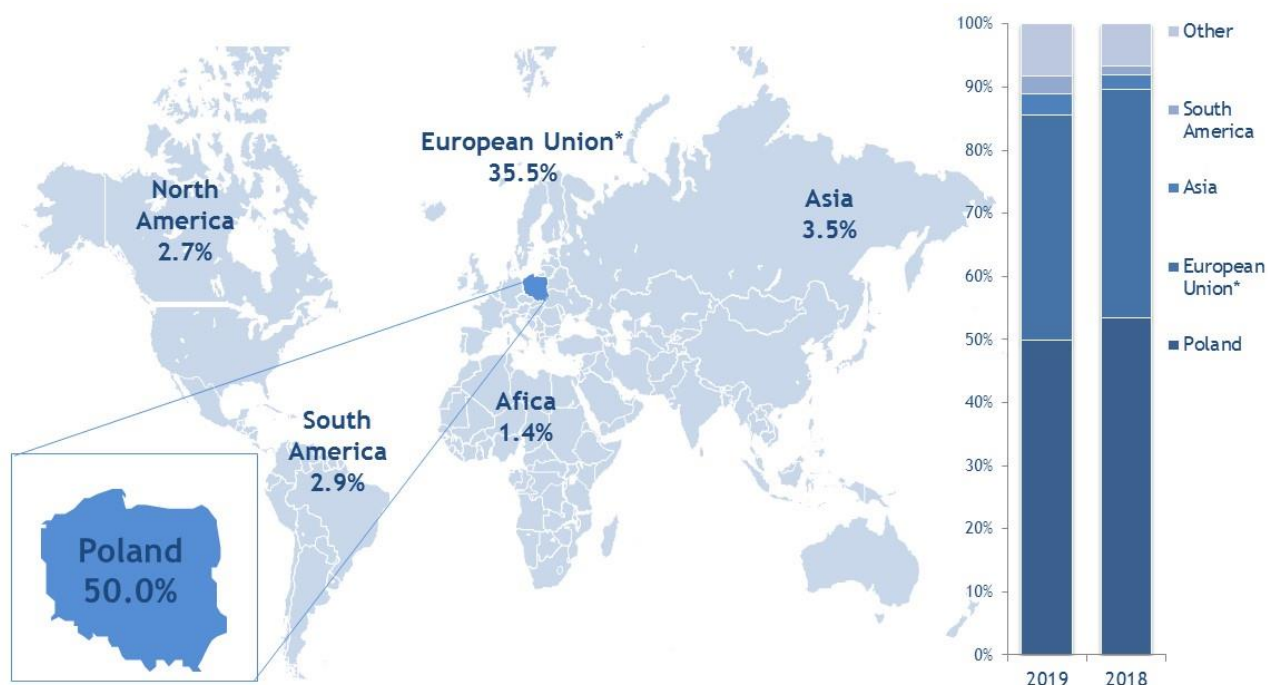 European Union*
35.5%
North
America
2.7%
Asia
3.5%
Afica
1.4%
South
America
2.9%
Poland
50.0%
100%
90%
80%
70%
60%
50%
40%
30%
20%
10%
0%
2019
2018
Other
South
America
Asia
European
Union*
Poland